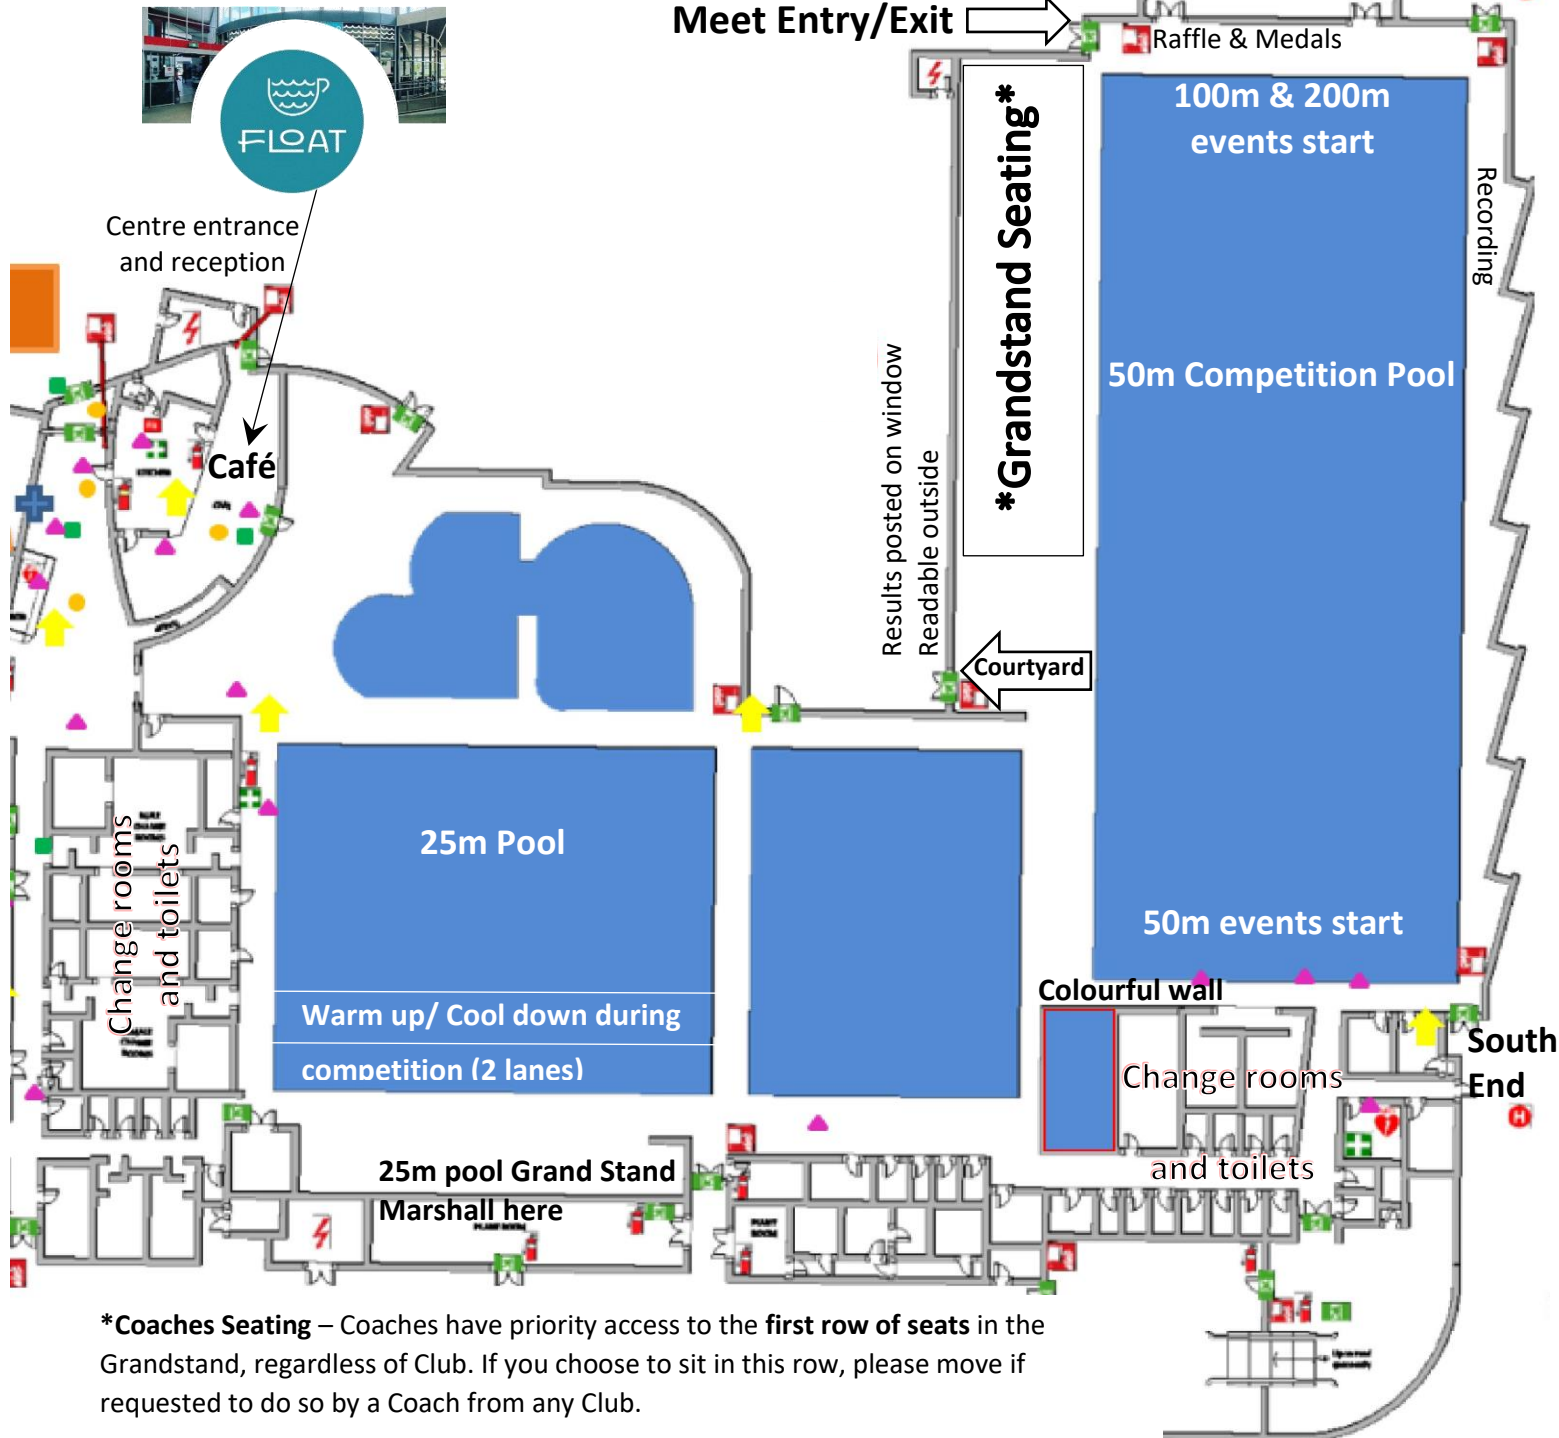 Meet Entry/Exit
Raffle & Medals
FLOAT
100m & 200m
events start
*Grandstand Seating*
Recording
Centre entrance
and reception
50m Competition Pool
Results posted on window
Readable outside
Café
Courtyard
25m Pool
Change rooms
and toilets
50m events start
Colourful wall
Warm up/ Cool down during
competition (2 lanes)
South
End
Change rooms
and toilets
H
25m pool Grand Stand
Marshall here
PLANT ROOM
PLANT
ROOM
*Coaches Seating – Coaches have priority access to the first row of seats in the
Grandstand, regardless of Club. If you choose to sit in this row, please move if
requested to do so by a Coach from any Club.